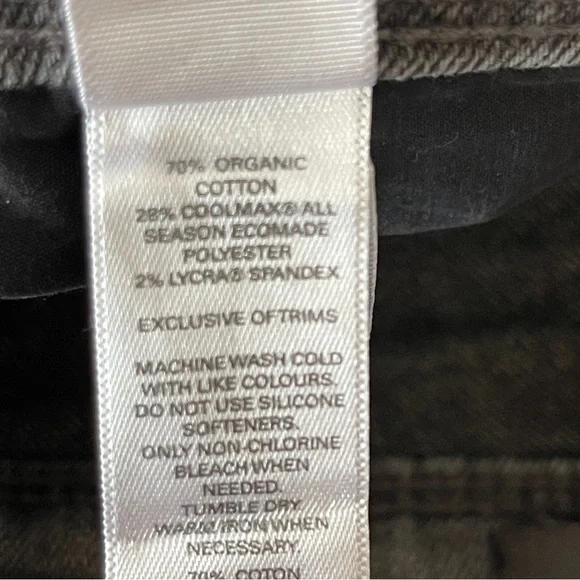 70% ORGANIC
COTTON
28% COOLMAX® ALL
SEASON ECOMADE
POLYESTER
2% LYCRA® SPANDEX
EXCLUSIVE OF TRIMS
MACHINE WASH COLD
WITH LIKE COLOURS.
DO NOT USE SILICONE
SOFTENERS.
ONLY NON-CHLORINE
BLEACH WHEN
NEEDED.
TUMBLE DRY.
WARM IRON WHEN
NECESSARY.
70% COTON